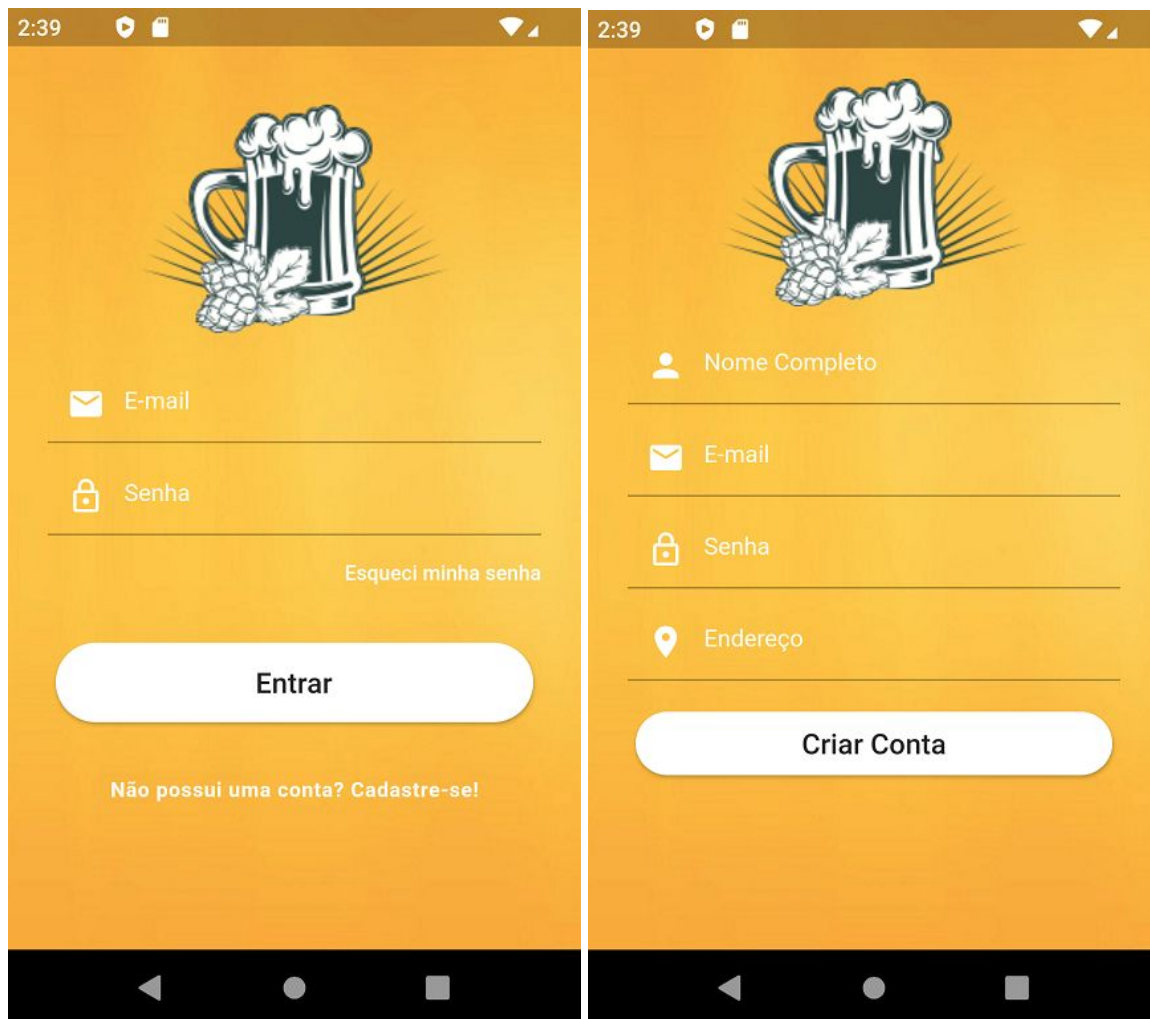 2:39
E-mail
Senha
Esqueci minha senha
Entrar
Não possui uma conta? Cadastre-se!
2:39
Nome Completo
E-mail
Senha
Endereço
Criar Conta